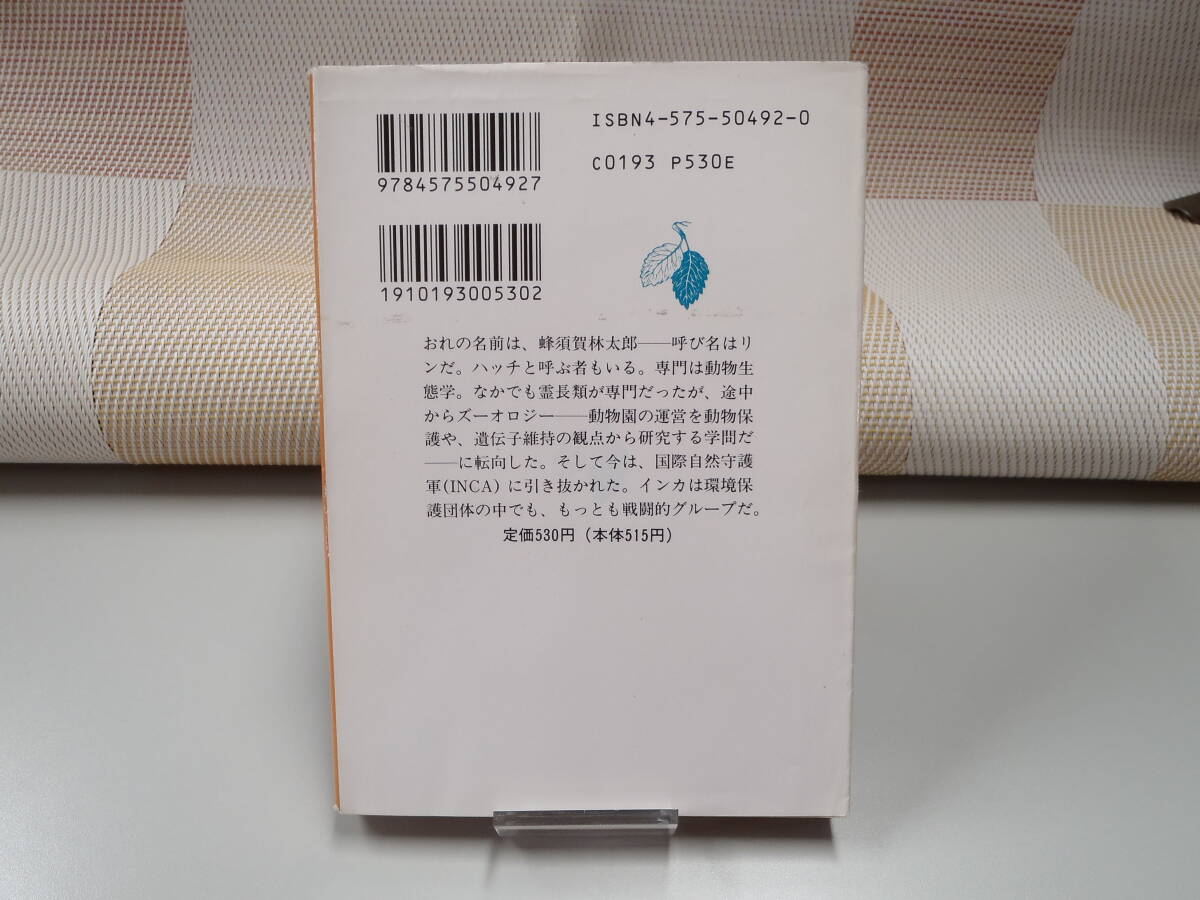 ISBN4-575-50492-0
C0193 P530E
9784575504927
1910193005302
おれの名前は、蜂須賀林太郎――呼び名はリ
ンだ。ハッチと呼ぶ者もいる。専門は動物生
態学。なかでも霊長類が専門だったが、途中
からズーオロジー――動物園の運営を動物保
護や、遺伝子維持の観点から研究する学問だ
――に転向した。そして今は、国際自然守護
軍(INCA)に引き抜かれた。インカは環境保
護団体の中でも、もっとも戦闘的グループだ。
定価530円(本体515円)